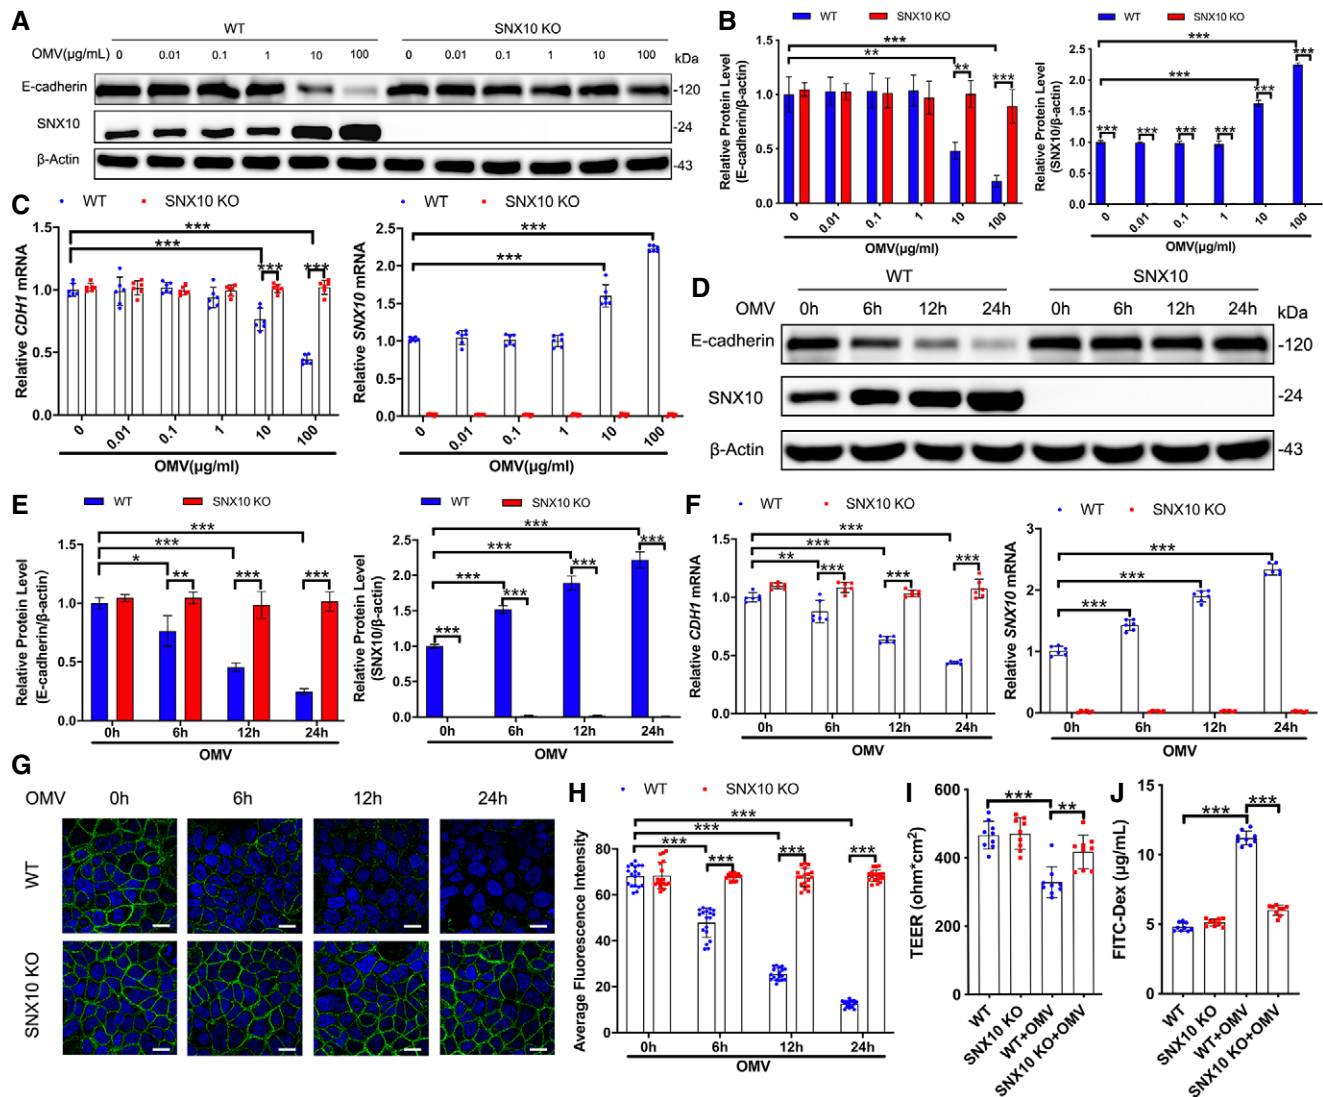 A
WT
SNX10 KO
OMV(μg/mL)
0 0.01 0.1 1 10 100 0 0.01 0.1 1 10 100 kDa
E-cadherin -120
SNX10 -24
β-Actin -43
B
WT SNX10 KO
Relative Protein Level
(E-cadherin/β-actin)
1.5
1.0
0.5
0.0
*** ** ** ***
0 0.01 0.1 1 10 100
OMV(μg/ml)
WT SNX10 KO
Relative Protein Level
(SNX10/β-actin)
2.5
2.0
1.5
1.0
0.5
0.0
*** *** *** *** *** *** *** ***
0 0.01 0.1 1 10 100
OMV(μg/ml)
C
WT SNX10 KO
Relative CDH1 mRNA
1.5
1.0
0.5
0.0
*** *** *** ***
0 0.01 0.1 1 10 100
OMV(μg/ml)
WT SNX10 KO
Relative SNX10 mRNA
2.5
2.0
1.5
1.0
0.5
0.0
*** ***
0 0.01 0.1 1 10 100
OMV(μg/ml)
D
WT SNX10
OMV 0h 6h 12h 24h 0h 6h 12h 24h kDa
E-cadherin -120
SNX10 -24
β-Actin -43
E
WT SNX10 KO
Relative Protein Level
(E-cadherin/β-actin)
1.5
1.0
0.5
0.0
*** *** * ** *** ***
0h 6h 12h 24h
OMV
WT SNX10 KO
Relative Protein Level
(SNX10/β-actin)
2.5
2.0
1.5
1.0
0.5
0.0
*** *** *** *** *** *** ***
0h 6h 12h 24h
OMV
F
WT SNX10 KO
Relative CDH1 mRNA
1.5
1.0
0.5
0.0
*** *** ** *** *** ***
0h 6h 12h 24h
OMV
WT SNX10 KO
Relative SNX10 mRNA
3
2
1
0
*** *** ***
0h 6h 12h 24h
OMV
G
OMV 0h 6h 12h 24h
WT
SNX10 KO
H
WT SNX10 KO
Average Fluorescence Intensity
80
60
40
20
0
*** *** *** *** *** ***
0h 6h 12h 24h
OMV
I
TEER (ohm*cm2)
600
400
200
0
*** **
WT
SNX10 KO
WT+OMV
SNX10 KO+OMV
J
FITC-Dex (μg/mL)
15
10
5
0
*** ***
WT
SNX10 KO
WT+OMV
SNX10 KO+OMV